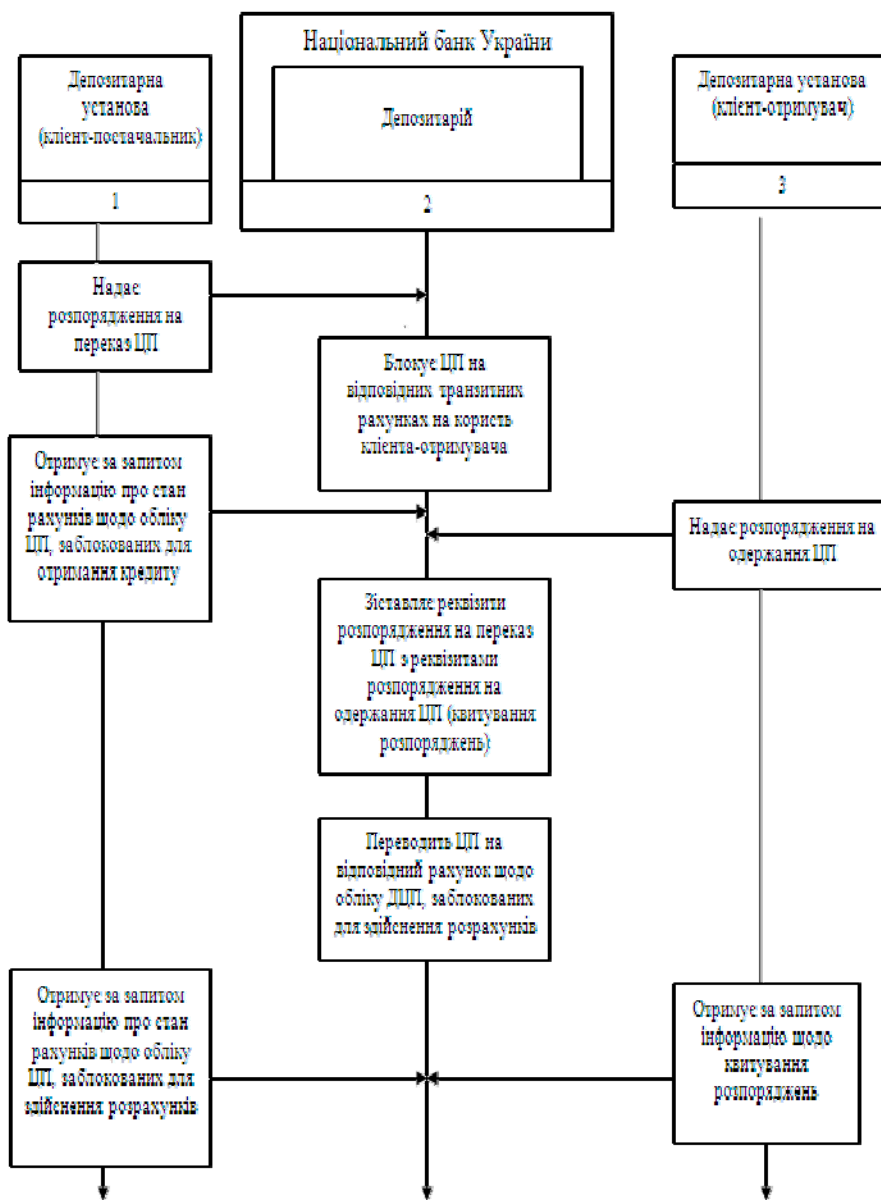 Національний банк України
Депозитарна
установа
(клієнт-постачальник)
Депозитарій
Депозитарна установа
(клієнт-отримувач)
1
2
3
Надає
розпорядження на
переказ ЦП
Блокує ЦП на
відповідних транзитних
рахунках на користь
клієнта-отримувача
Отримує за запитом
інформацію про стан
рахунків щодо обліку
ЦП, заблокованих для
отримання кредиту
Надає розпорядження на
одержання ЦП
Зіставляє реквізити
розпорядження на переказ
ЦП з реквізитами
розпорядження на
одержання ЦП (квитування
розпоряджень)
Переводить ЦП на
відповідний рахунок щодо
обліку ДЦП, заблокованих
для здійснення розрахунків
Отримує за запитом
інформацію про стан
рахунків щодо обліку
ЦП, заблокованих для
здійснення розрахунків
Отримує за запитом
інформацію щодо
квитування
розпоряджень